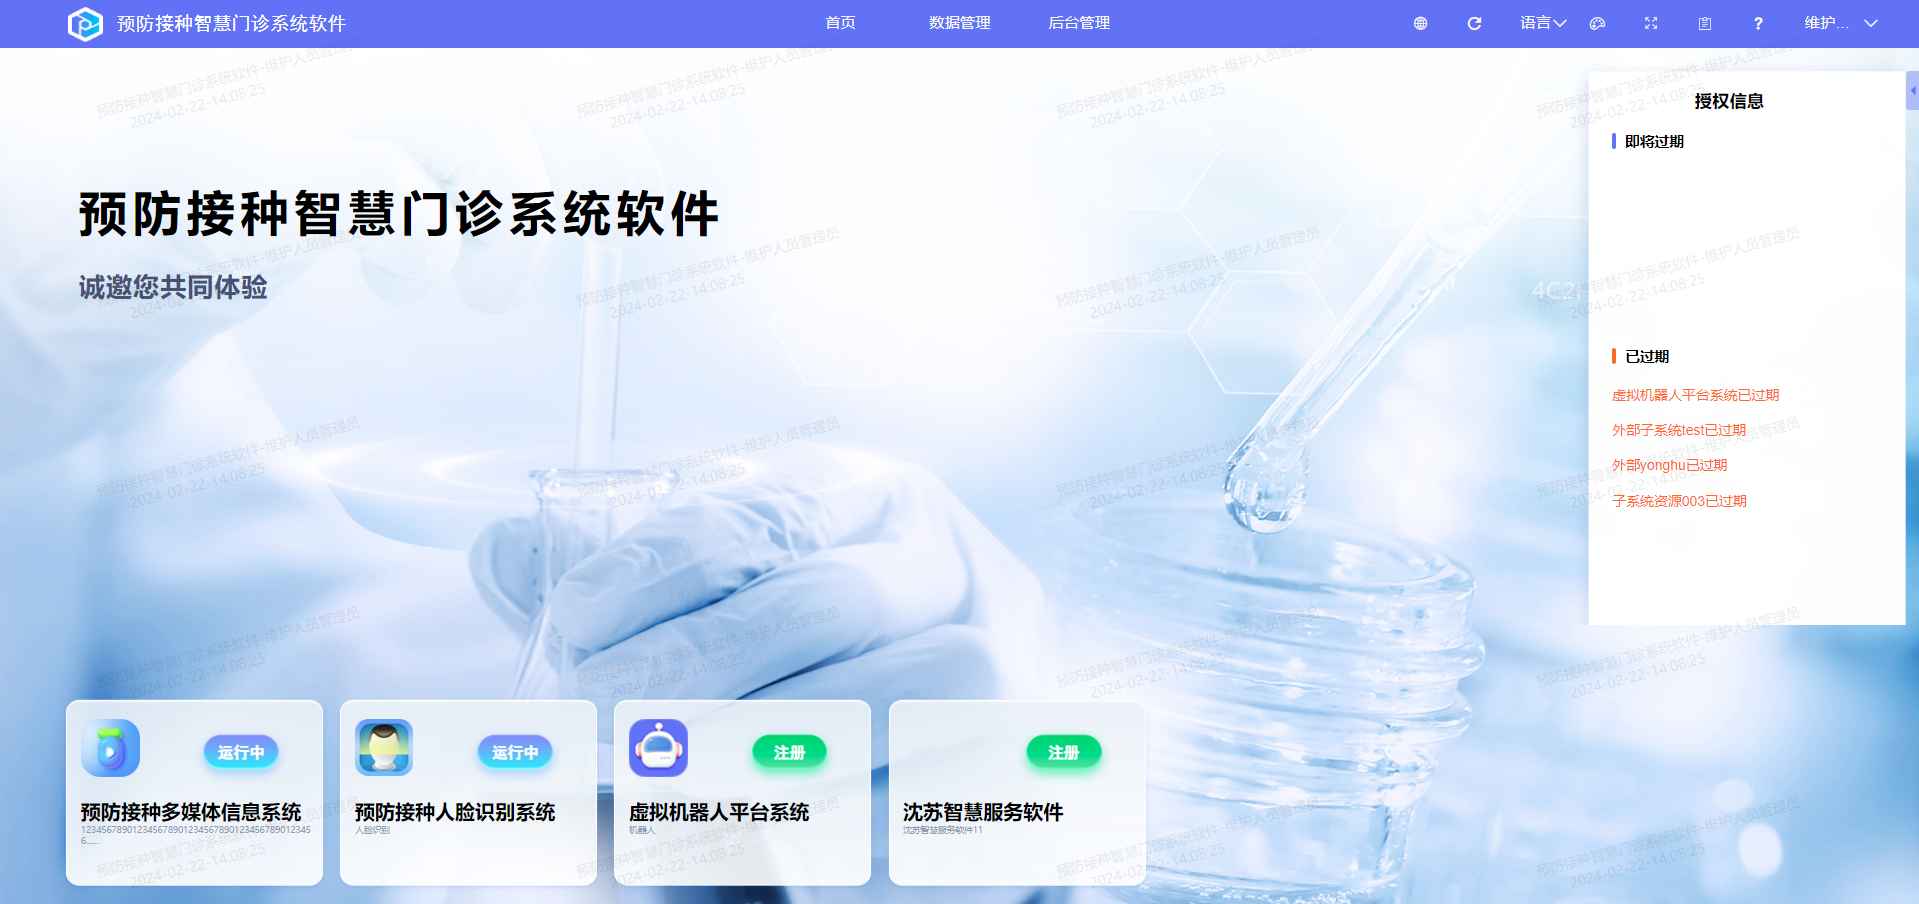 预防接种智慧门诊系统软件
首页
数据管理
后台管理
语言
?
维护...
授权信息
即将过期
预防接种智慧门诊系统软件
诚邀您共同体验
已过期
虚拟机器人平台系统已过期
外部子系统test已过期
外部yonghu已过期
子系统资源003已过期
运行中
预防接种多媒体信息系统
12345678901234567890123456789012345678901 2345
6......
运行中
预防接种人脸识别系统
人脸识别
注册
虚拟机器人平台系统
机器人
注册
沈苏智慧服务软件
沈苏智慧服务软件11
预防接种智慧门诊系统软件-维护人员管理员
2024-02-22-14:08:25
4C2